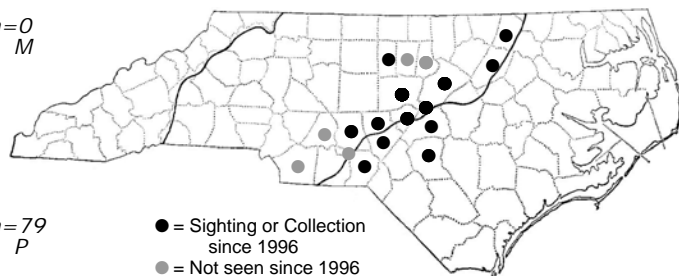 =0
M
=79
P
● = Sighting or Collection
since 1996
● = Not seen since 1996